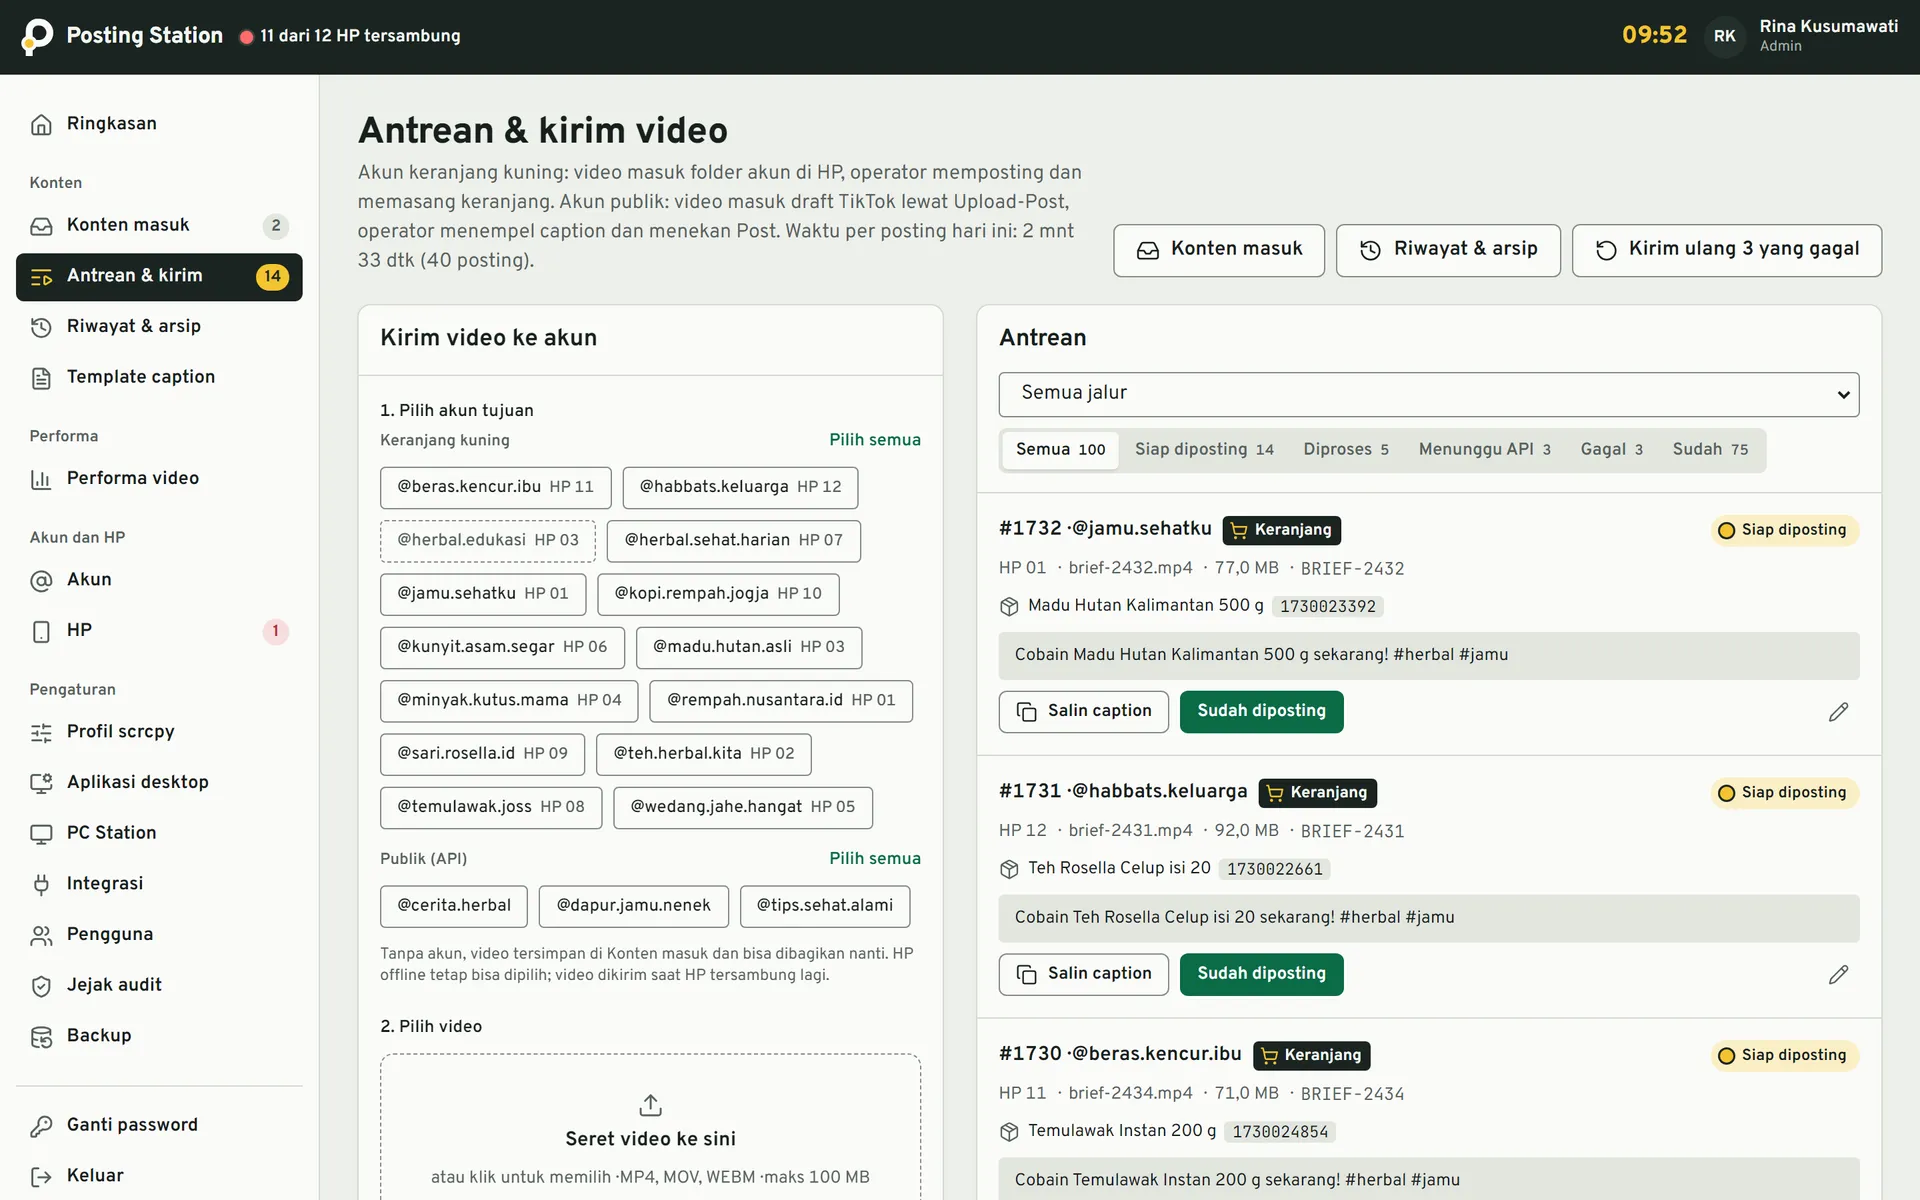 Posting Station
11 dari 12 HP tersambung
09:52
RK
Rina Kusumawati
Admin
Ringkasan
Konten
Konten masuk 2
Antrean & kirim 14
Riwayat & arsip
Template caption
Performa
Performa video
Akun dan HP
Akun
HP 1
Pengaturan
Profil scrcpy
Aplikasi desktop
PC Station
Integrasi
Pengguna
Jejak audit
Backup
Ganti password
Keluar
Antrean & kirim video
Akun keranjang kuning: video masuk folder akun di HP, operator memposting dan
memasang keranjang. Akun publik: video masuk draft TikTok lewat Upload-Post,
operator menempel caption dan menekan Post. Waktu per posting hari ini: 2 mnt
33 dtk (40 posting).
Konten masuk
Riwayat & arsip
Kirim ulang 3 yang gagal
Kirim video ke akun
1. Pilih akun tujuan
Keranjang kuning Pilih semua
@beras.kencur.ibu HP 11 @habbats.keluarga HP 12
@herbal.edukasi HP 03 @herbal.sehat.harian HP 07
@jamu.sehatku HP 01 @kopi.rempah.jogja HP 10
@kunyit.asam.segar HP 06 @madu.hutan.asli HP 03
@minyak.kutus.mama HP 04 @rempah.nusantara.id HP 01
@sari.rosella.id HP 09 @teh.herbal.kita HP 02
@temulawak.joss HP 08 @wedang.jahe.hangat HP 05
Publik (API) Pilih semua
@cerita.herbal @dapur.jamu.nenek @tips.sehat.alami
Tanpa akun, video tersimpan di Konten masuk dan bisa dibagikan nanti. HP
offline tetap bisa dipilih; video dikirim saat HP tersambung lagi.
2. Pilih video
Seret video ke sini
atau klik untuk memilih · MP4, MOV, WEBM · maks 100 MB
Antrean
Semua jalur
Semua 100 Siap diposting 14 Diproses 5 Menunggu API 3 Gagal 3 Sudah 75
#1732 · @jamu.sehatku Keranjang Siap diposting
HP 01 · brief-2432.mp4 · 77,0 MB · BRIEF-2432
Madu Hutan Kalimantan 500 g 1730023392
Cobain Madu Hutan Kalimantan 500 g sekarang! #herbal #jamu
Salin caption Sudah diposting
#1731 · @habbats.keluarga Keranjang Siap diposting
HP 12 · brief-2431.mp4 · 92,0 MB · BRIEF-2431
Teh Rosella Celup isi 20 1730022661
Cobain Teh Rosella Celup isi 20 sekarang! #herbal #jamu
Salin caption Sudah diposting
#1730 · @beras.kencur.ibu Keranjang Siap diposting
HP 11 · brief-2434.mp4 · 71,0 MB · BRIEF-2434
Temulawak Instan 200 g 1730024854
Cobain Temulawak Instan 200 g sekarang! #herbal #jamu